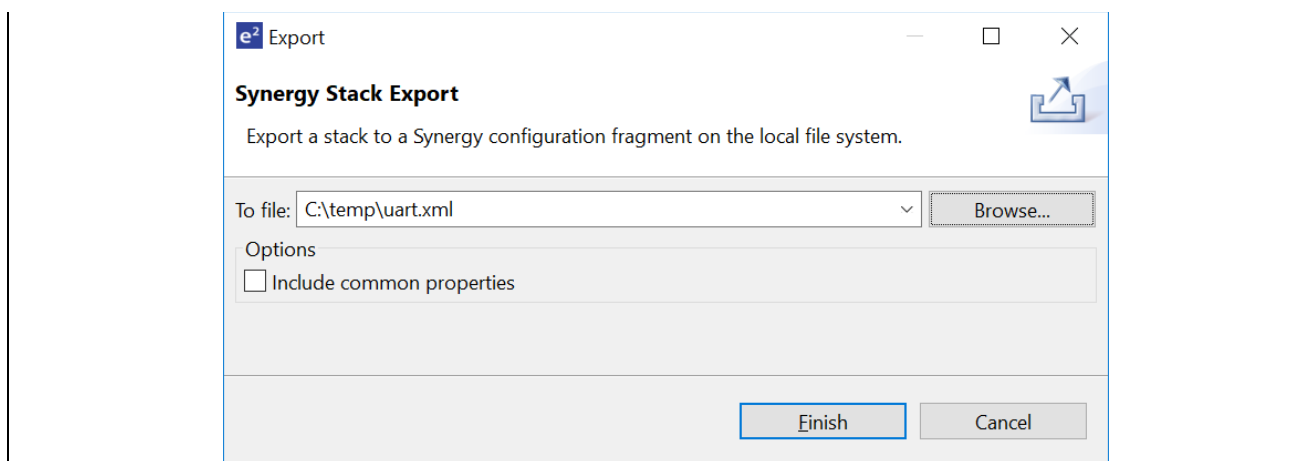 e² Export
Synergy Stack Export
Export a stack to a Synergy configuration fragment on the local file system.
To file: C:\temp\uart.xml Browse...
Options
Include common properties
Finish Cancel